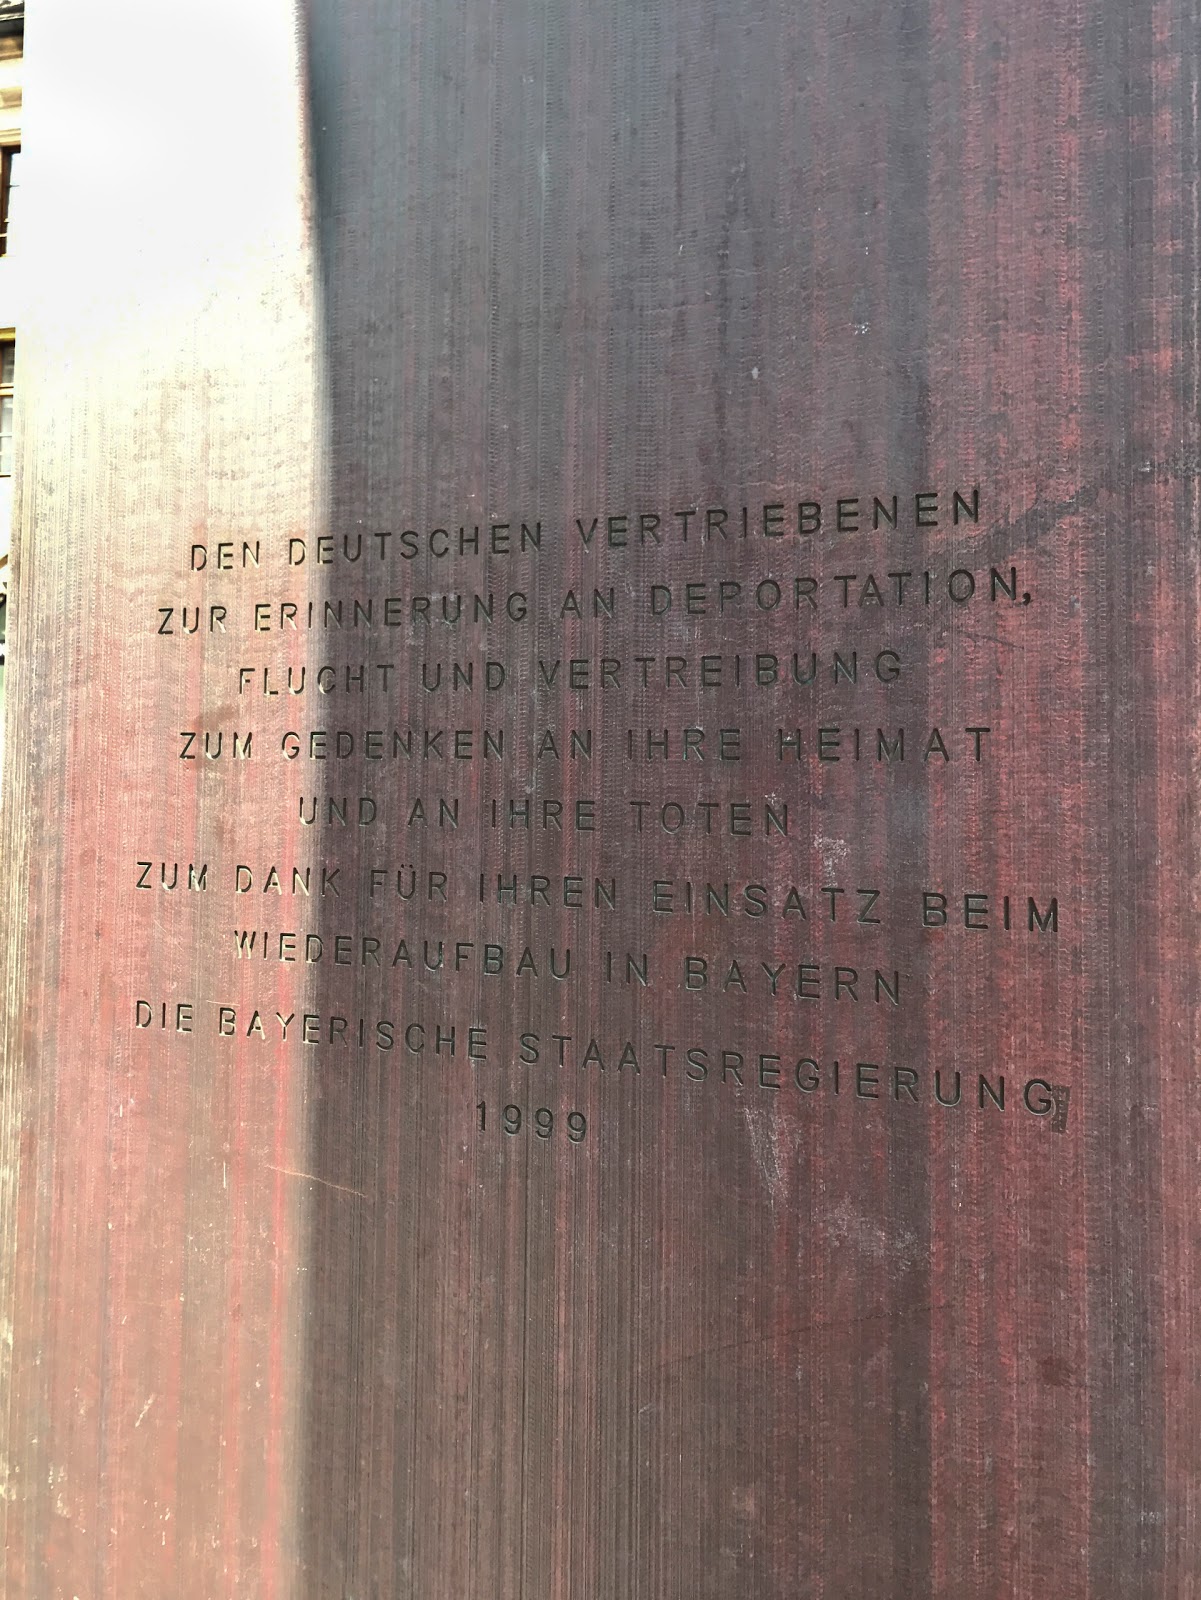 DEN DEUTSCHEN VERTRIEBENEN
ZUR ERINNERUNG AN DEPORTATION,
FLUCHT UND VERTREIBUNG
ZUM GEDENKEN AN IHRE HEIMAT
UND AN IHRE TOTEN
ZUM DANK FÜR IHREN EINSATZ BEIM
WIEDERAUFBAU IN BAYERN
DIE BAYERISCHE STAATSREGIERUNG
1999